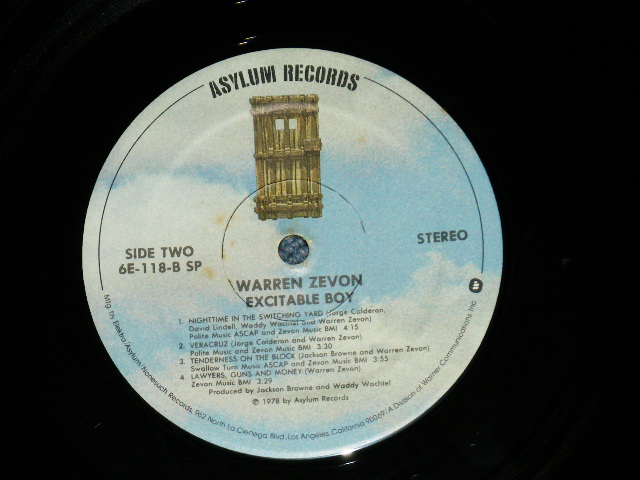 ASYLUM RECORDS
SIDE TWO
6E-118-B SP
STEREO
WARREN ZEVON
EXCITABLE BOY
1. NIGHTTIME IN THE SWITCHING YARD (Jorge Calderon,
David Lindell, Waddy Wachtel and Warren Zevon)
Polite Music ASCAP and Zevon Music BMI 4:15
2. VERACRUZ (Jorge Calderon and Warren Zevon)
Polite Music ASCAP and Zevon Music BMI 3:30
3. TENDERNESS ON THE BLOCK (Jackson Browne and Warren Zevon)
Swallow Turn Music ASCAP and Zevon Music BMI 3:55
4. LAWYERS, GUNS AND MONEY (Warren Zevon)
Zevon Music BMI 3:29
Produced by Jackson Browne and Waddy Wachtel
℗ 1978 by Asylum Records
Mfg. by Elektra/Asylum/Nonesuch Records, 962 North La Cienega Blvd., Los Angeles, California 90069/A Division of Warner Communications Inc.